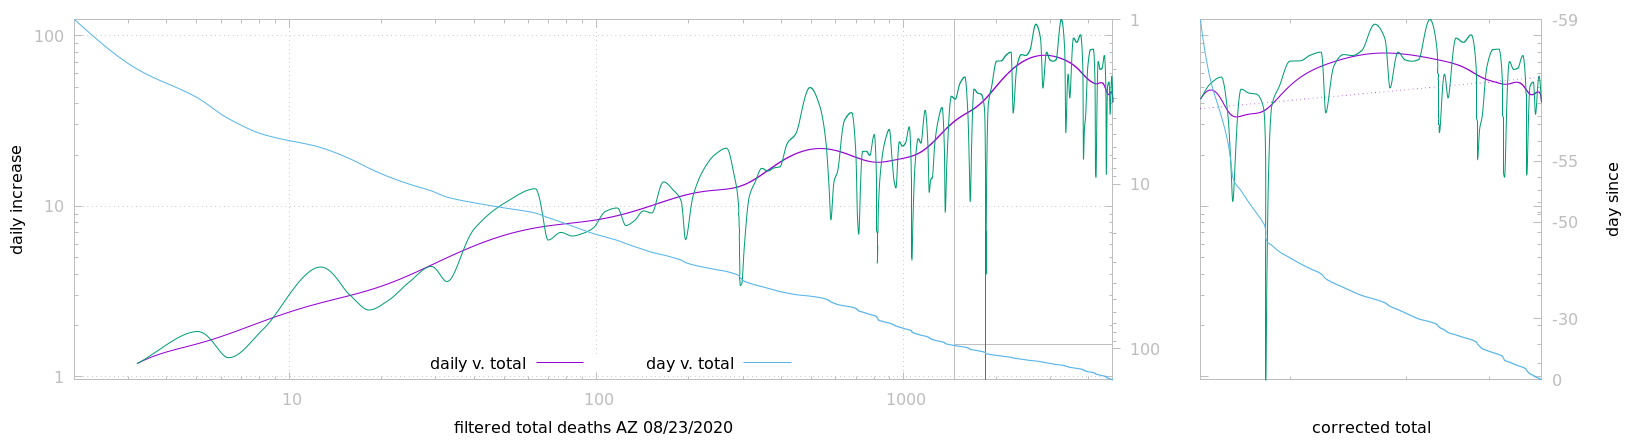 100
10
1
daily increase
daily v. total
day v. total
10
100
1000
filtered total deaths AZ 08/23/2020
1
10
100
-59
-55
-50
-30
0
day since
corrected total